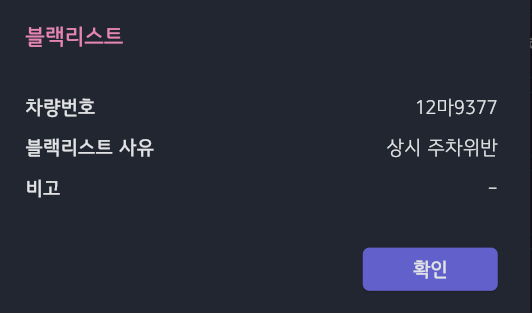 블랙리스트
차량번호 12마9377
블랙리스트 사유 상시 주차위반
비고 -
확인